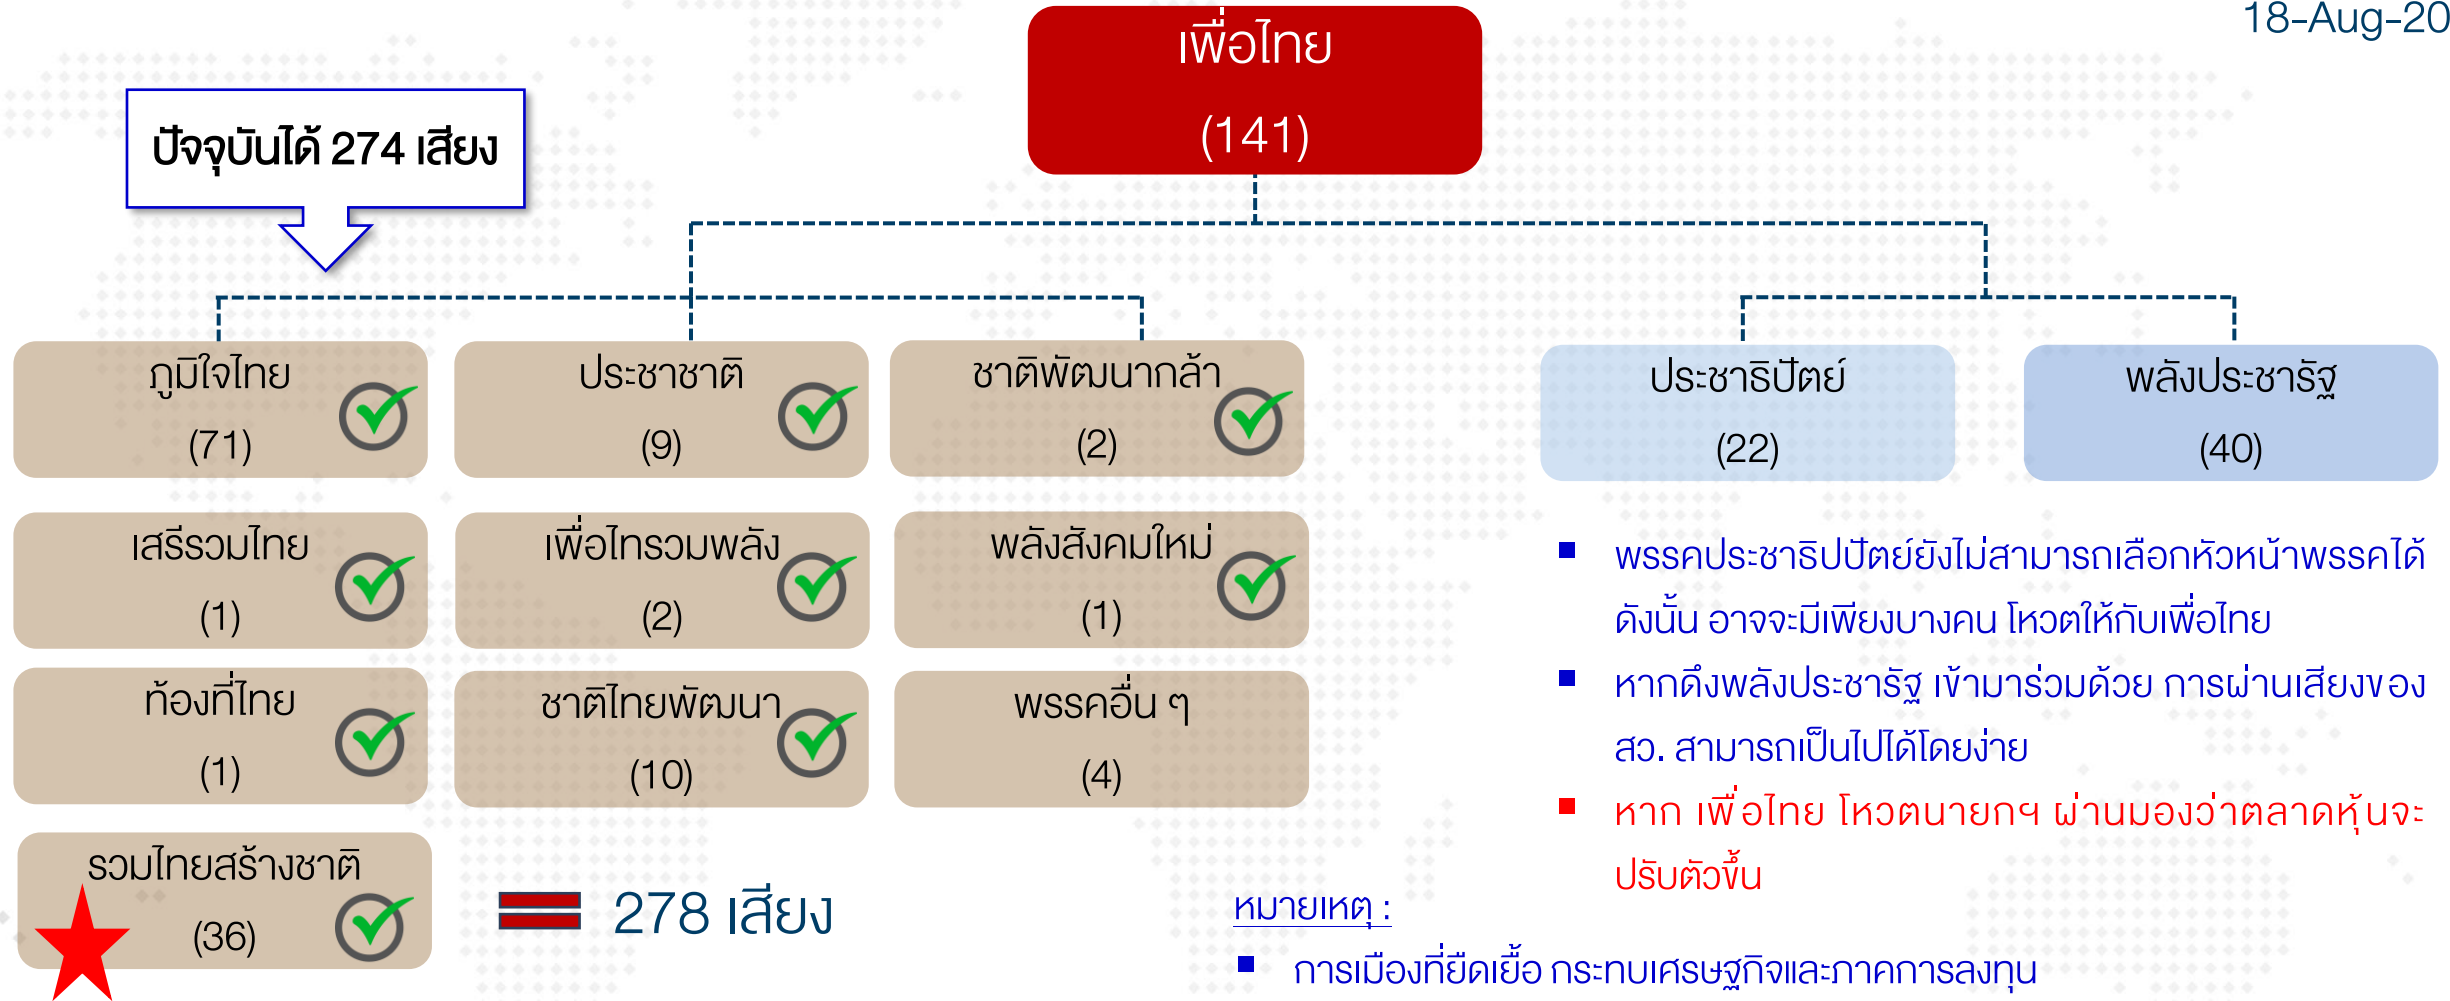 18-Aug-20
เพื่อไทย
(141)
ปัจจุบันได้ 274 เสียง
ภูมิใจไทย
(71)
ประชาชาติ
(9)
ชาติพัฒนากล้า
(2)
ประชาธิปัตย์
(22)
พลังประชารัฐ
(40)
เสรีรวมไทย
(1)
เพื่อไทรวมพลัง
(2)
พลังสังคมใหม่
(1)
ท้องที่ไทย
(1)
ชาติไทยพัฒนา
(10)
พรรคอื่น ๆ
(4)
รวมไทยสร้างชาติ
(36)
278 เสียง
พรรคประชาธิปปัตย์ยังไม่สามารถเลือกหัวหน้าพรรคได้
ดังนั้น อาจจะมีเพียงบางคน โหวตให้กับเพื่อไทย
หากดึงพลังประชารัฐ เข้ามาร่วมด้วย การผ่านเสียงของ
สว. สามารถเป็นไปได้โดยง่าย
หาก เพื่อไทย โหวตนายกฯ ผ่านมองว่าตลาดหุ้นจะ
ปรับตัวขึ้น
หมายเหตุ :
การเมืองที่ยืดเยื้อ กระทบเศรษฐกิจและภาคการลงทุน